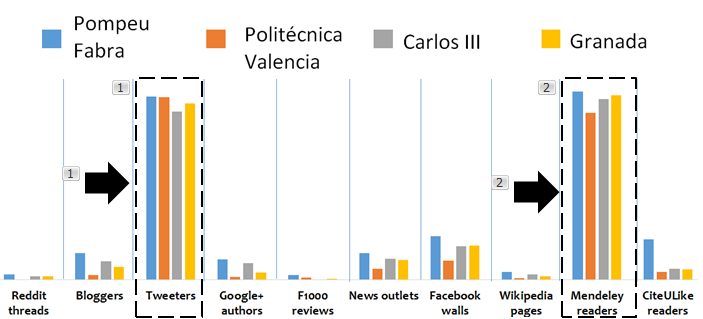 Pompeu
Fabra
Politécnica
Valencia
Carlos III
Granada
1
2
1
2
Reddit
threads
Bloggers
Tweeters
Google+
authors
F1000
reviews
News outlets
Facebook
walls
Wikipedia
pages
Mendeley
readers
CiteULike
readers